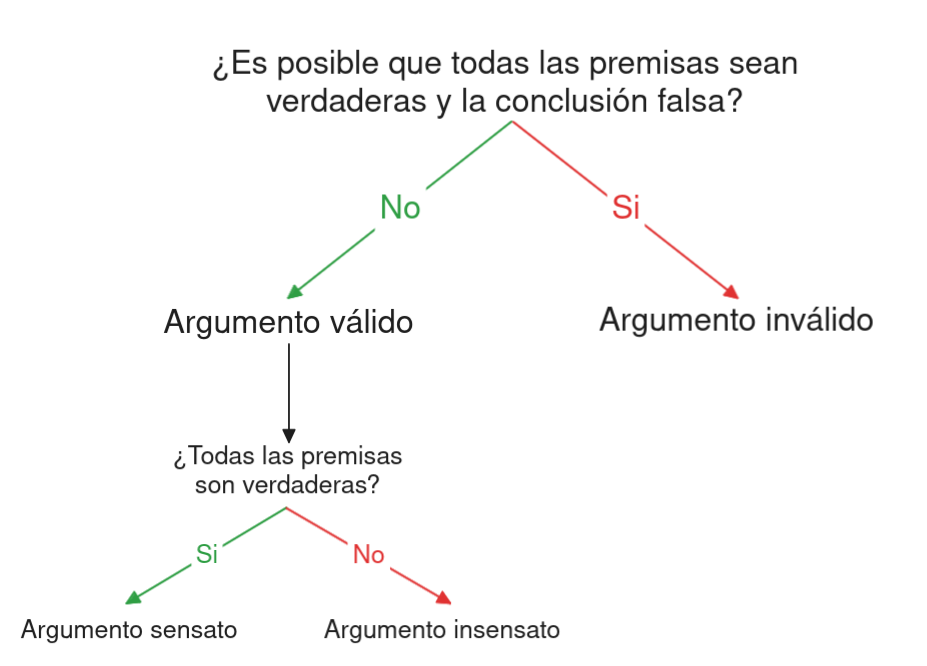 ¿Es posible que todas las premisas sean
verdaderas y la conclusión falsa?
No
Si
Argumento válido
Argumento inválido
¿Todas las premisas
son verdaderas?
Si
No
Argumento sensato
Argumento insensato